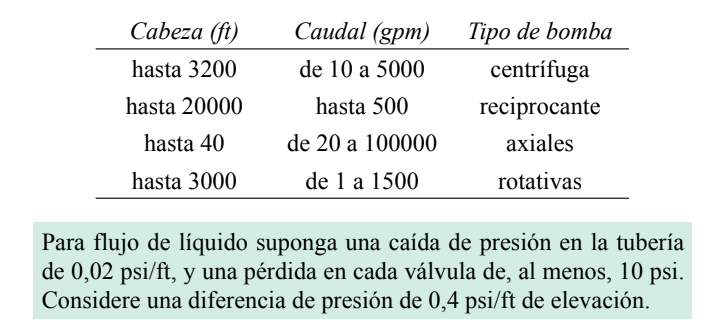 Cabeza (ft) Caudal (gpm) Tipo de bomba
hasta 3200 de 10 a 5000 centrífuga
hasta 20000 hasta 500 reciprocante
hasta 40 de 20 a 100000 axiales
hasta 3000 de 1 a 1500 rotativas
Para flujo de líquido suponga una caída de presión en la tubería
de 0,02 psi/ft, y una pérdida en cada válvula de, al menos, 10 psi.
Considere una diferencia de presión de 0,4 psi/ft de elevación.